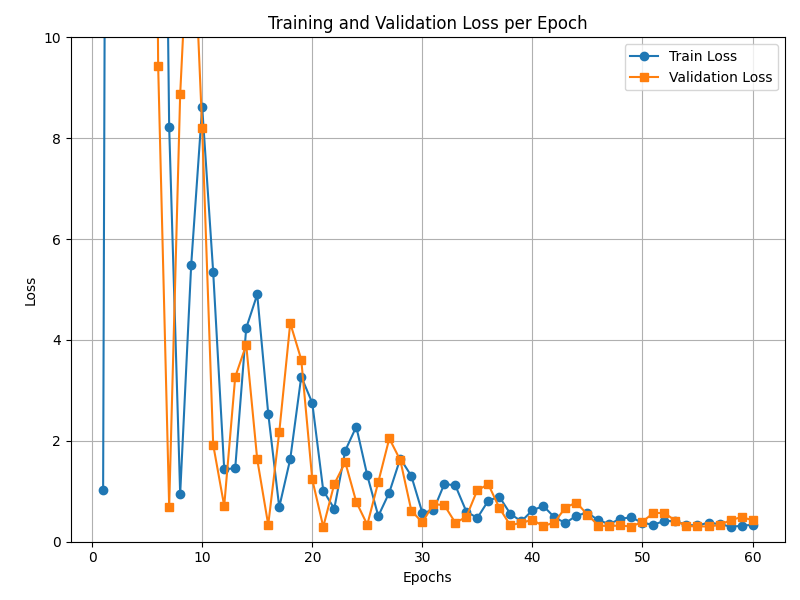 Training and Validation Loss per Epoch
Train Loss
Validation Loss
Loss
10
8
6
4
2
0
0 10 20 30 40 50 60
Epochs